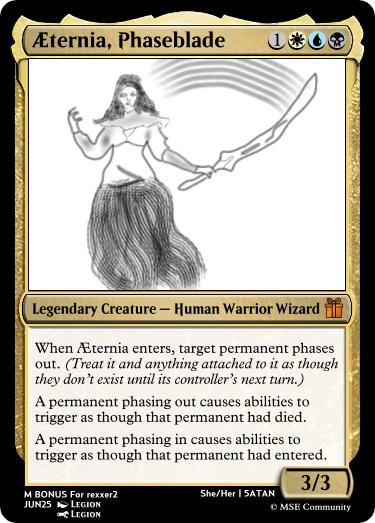 Æternia, Phaseblade 1
Legendary Creature — Human Warrior Wizard
When Æternia enters, target permanent phases
out. (Treat it and anything attached to it as though
they don't exist until its controller's next turn.)
A permanent phasing out causes abilities to
trigger as though that permanent had died.
A permanent phasing in causes abilities to
trigger as though that permanent had entered.
3/3
M BONUS For rexxer2 She/Her | 5ATAN
JUN25 Legion © MSE Community
Legion